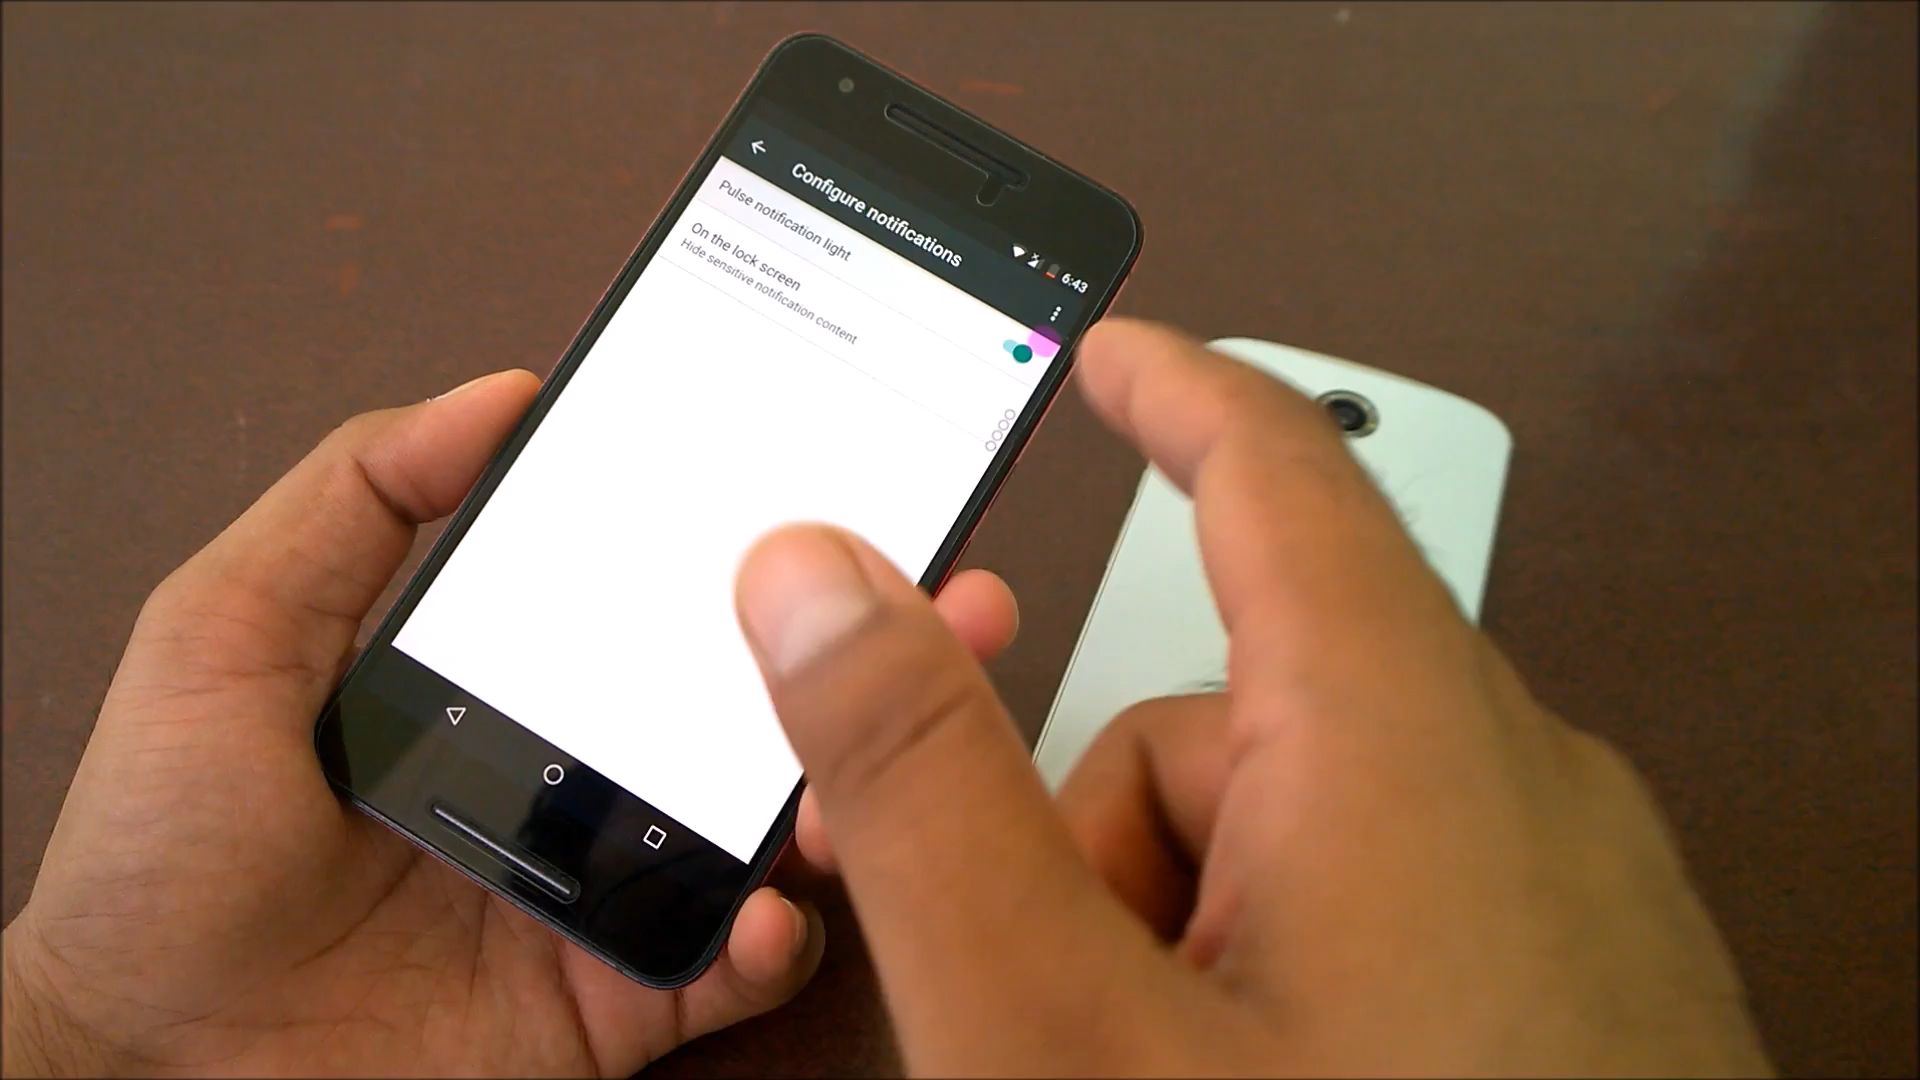 6:43
Configure notifications
Pulse notification light
On the lock screen
Hide sensitive notification content